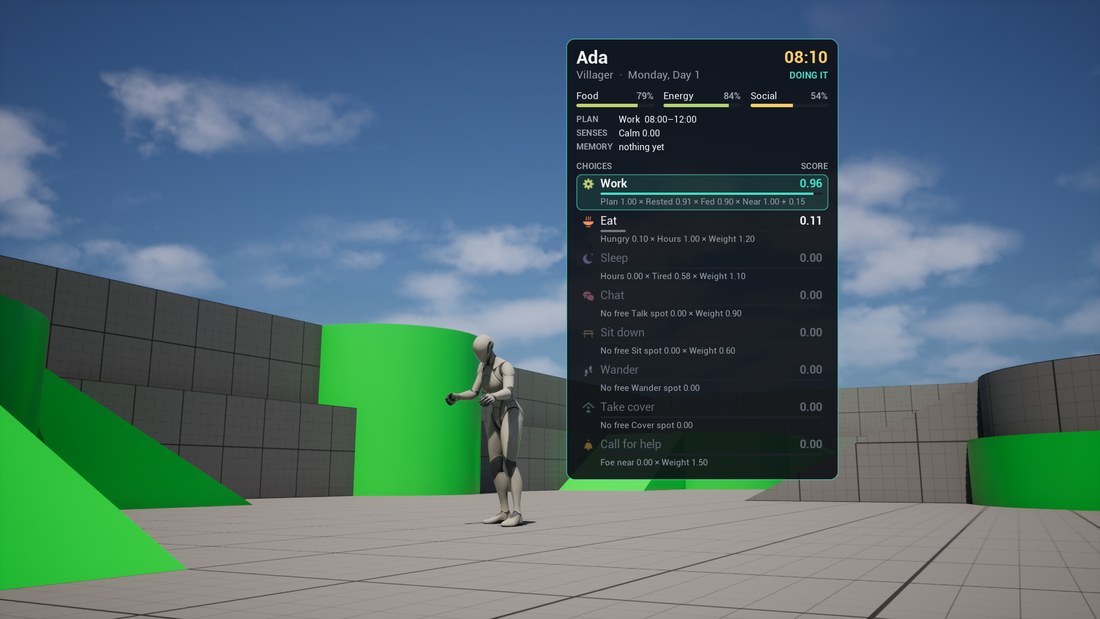 Ada 08:10
Villager · Monday, Day 1 DOING IT
Food 79% Energy 84% Social 54%
PLAN Work 08:00–12:00
SENSES Calm 0.00
MEMORY nothing yet
CHOICES SCORE
Work 0.96
Plan 1.00 × Rested 0.91 × Fed 0.90 × Near 1.00 + 0.15
Eat 0.11
Hungry 0.10 × Hours 1.00 × Weight 1.20
Sleep 0.00
Hours 0.00 × Tired 0.58 × Weight 1.10
Chat 0.00
No free Talk spot 0.00 × Weight 0.90
Sit down 0.00
No free Sit spot 0.00 × Weight 0.60
Wander 0.00
No free Wander spot 0.00
Take cover 0.00
No free Cover spot 0.00
Call for help 0.00
Foe near 0.00 × Weight 1.50